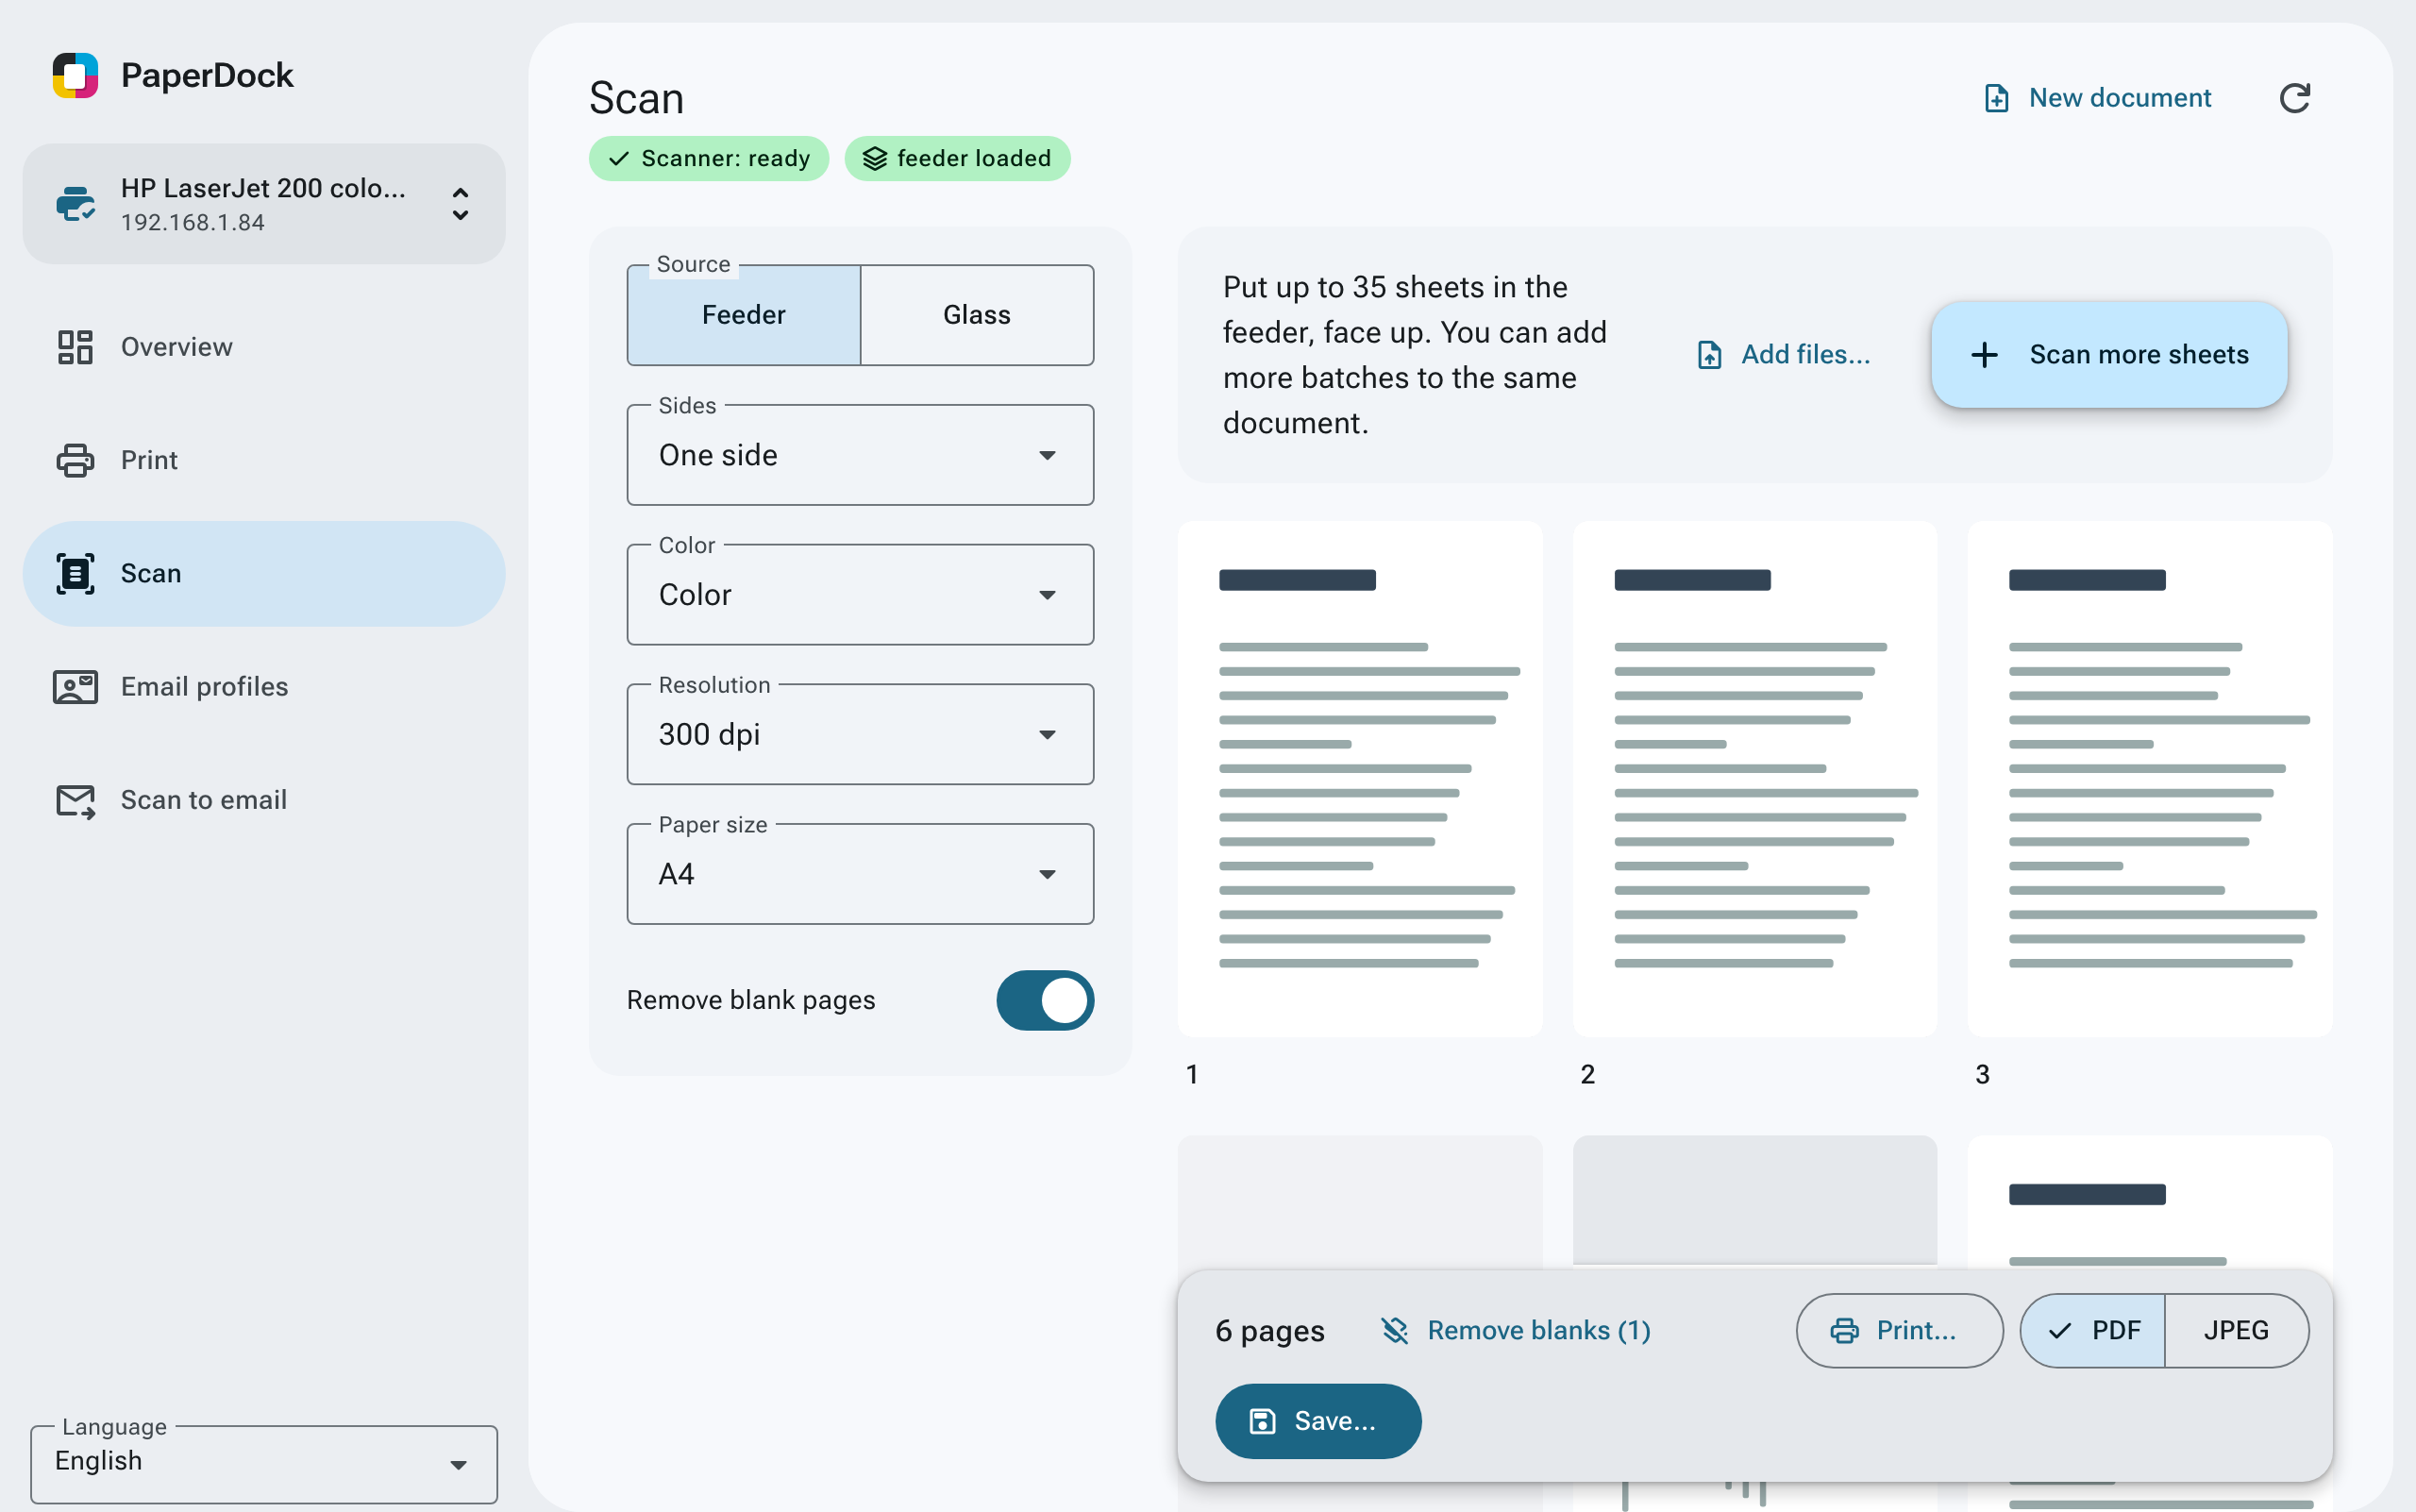 PaperDock
HP LaserJet 200 colo...
192.168.1.84
Overview
Print
Scan
Email profiles
Scan to email
Language
English
Scan
New document
Scanner: ready
feeder loaded
Source
Feeder
Glass
Sides
One side
Color
Color
Resolution
300 dpi
Paper size
A4
Remove blank pages
Put up to 35 sheets in the
feeder, face up. You can add
more batches to the same
document.
Add files...
Scan more sheets
1
2
3
6 pages
Remove blanks (1)
Print...
PDF
JPEG
Save...